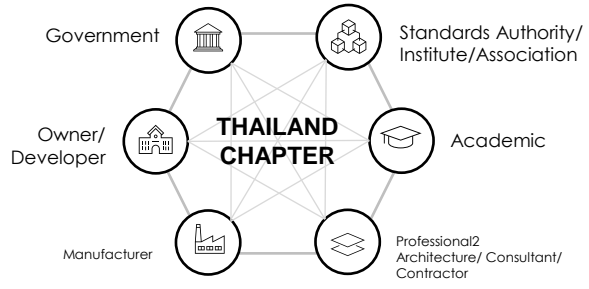 Government
Standards Authority/
Institute/Association
Owner/
Developer
THAILAND
CHAPTER
Academic
Manufacturer
Professional2
Architecture/ Consultant/
Contractor